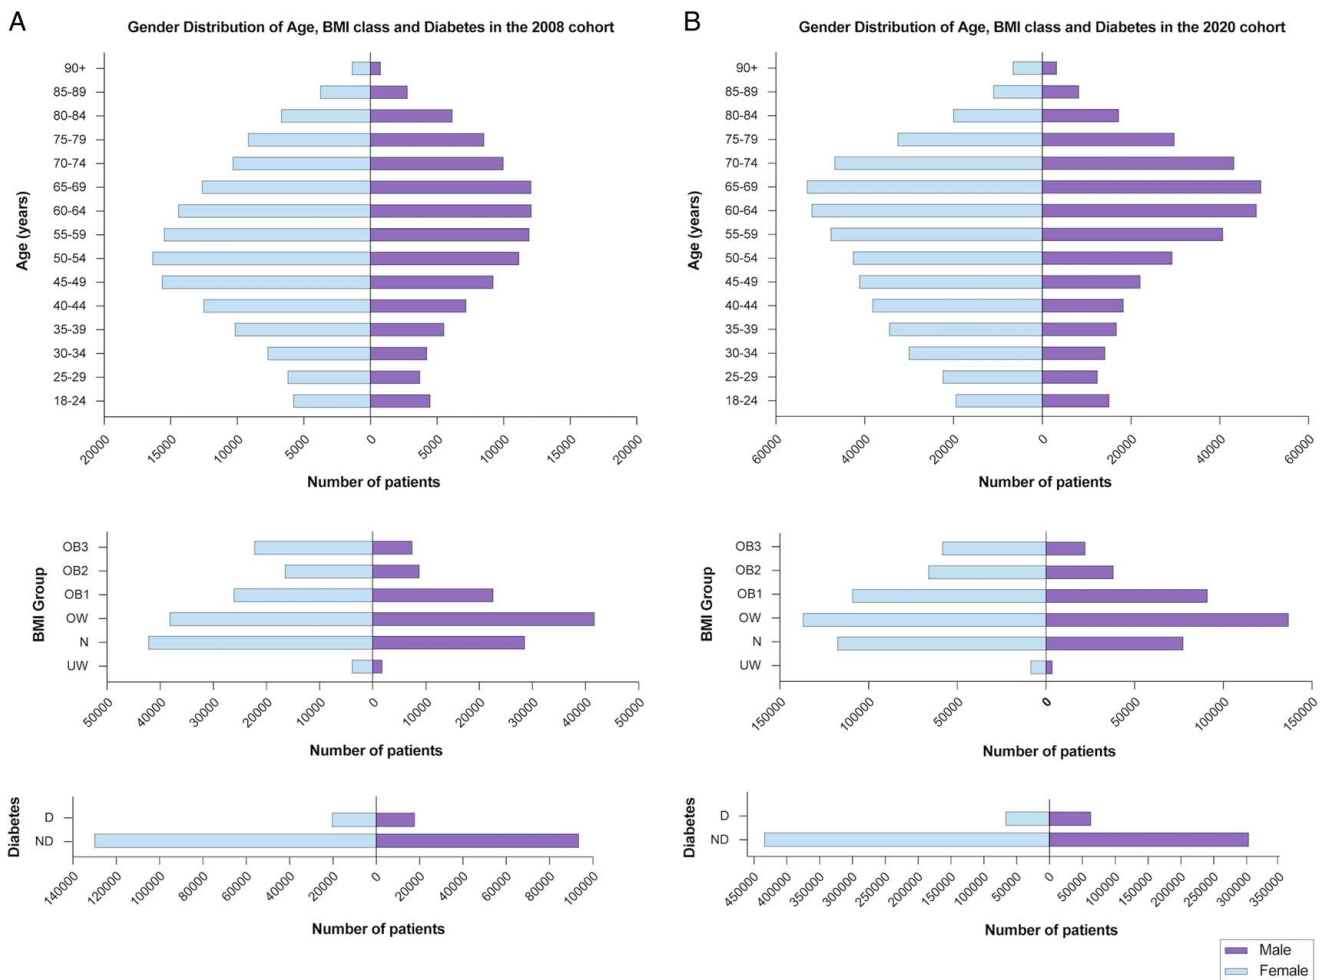 A
Gender Distribution of Age, BMI class and Diabetes in the 2008 cohort
Age (years)
90+
85-89
80-84
75-79
70-74
65-69
60-64
55-59
50-54
45-49
40-44
35-39
30-34
25-29
18-24
20000 15000 10000 5000 0 5000 10000 15000 20000
Number of patients
BMI Group
OB3
OB2
OB1
OW
N
UW
50000 40000 30000 20000 10000 0 10000 20000 30000 40000 50000
Number of patients
Diabetes
D
ND
140000 120000 100000 80000 60000 40000 20000 0 20000 40000 60000 80000 100000
Number of patients
B
Gender Distribution of Age, BMI class and Diabetes in the 2020 cohort
Age (years)
90+
85-89
80-84
75-79
70-74
65-69
60-64
55-59
50-54
45-49
40-44
35-39
30-34
25-29
18-24
60000 40000 20000 0 20000 40000 60000
Number of patients
BMI Group
OB3
OB2
OB1
OW
N
UW
150000 100000 50000 0 50000 100000 150000
Number of patients
Diabetes
D
ND
450000 400000 350000 300000 250000 200000 150000 100000 50000 0 50000 100000 150000 200000 250000 300000 350000
Number of patients
Male
Female